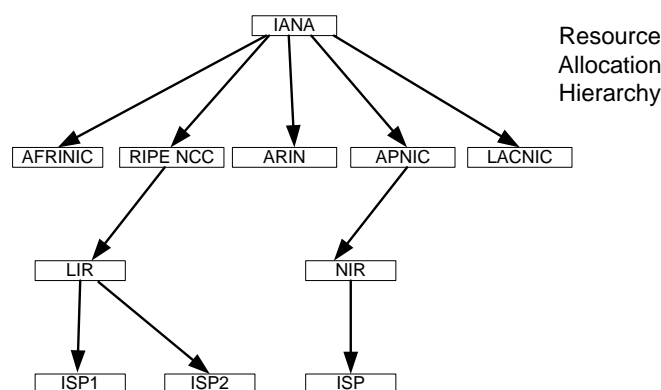 IANA
Resource
Allocation
Hierarchy
AFRINIC
RIPE NCC
ARIN
APNIC
LACNIC
LIR
NIR
ISP1
ISP2
ISP